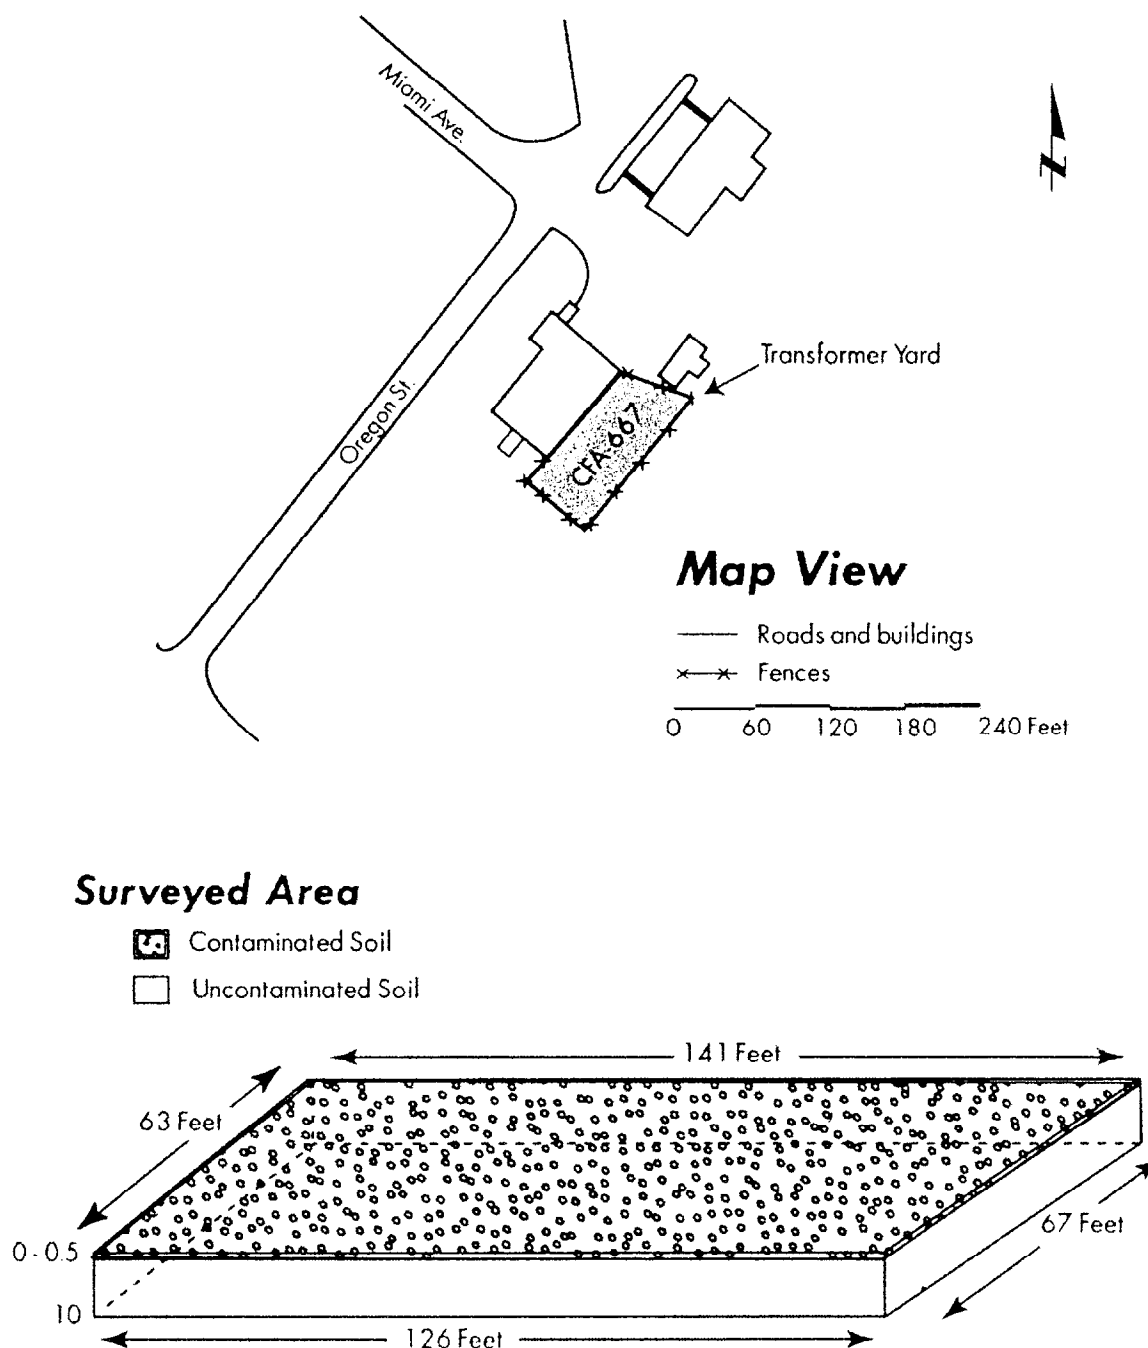 Miami Ave.
Transformer Yard
Oregon St.
CFA-667
Map View
Roads and buildings
Fences
0 60 120 180 240 Feet
N
Surveyed Area
Contaminated Soil
Uncontaminated Soil
141 Feet
63 Feet
67 Feet
0 - 0.5
10
126 Feet